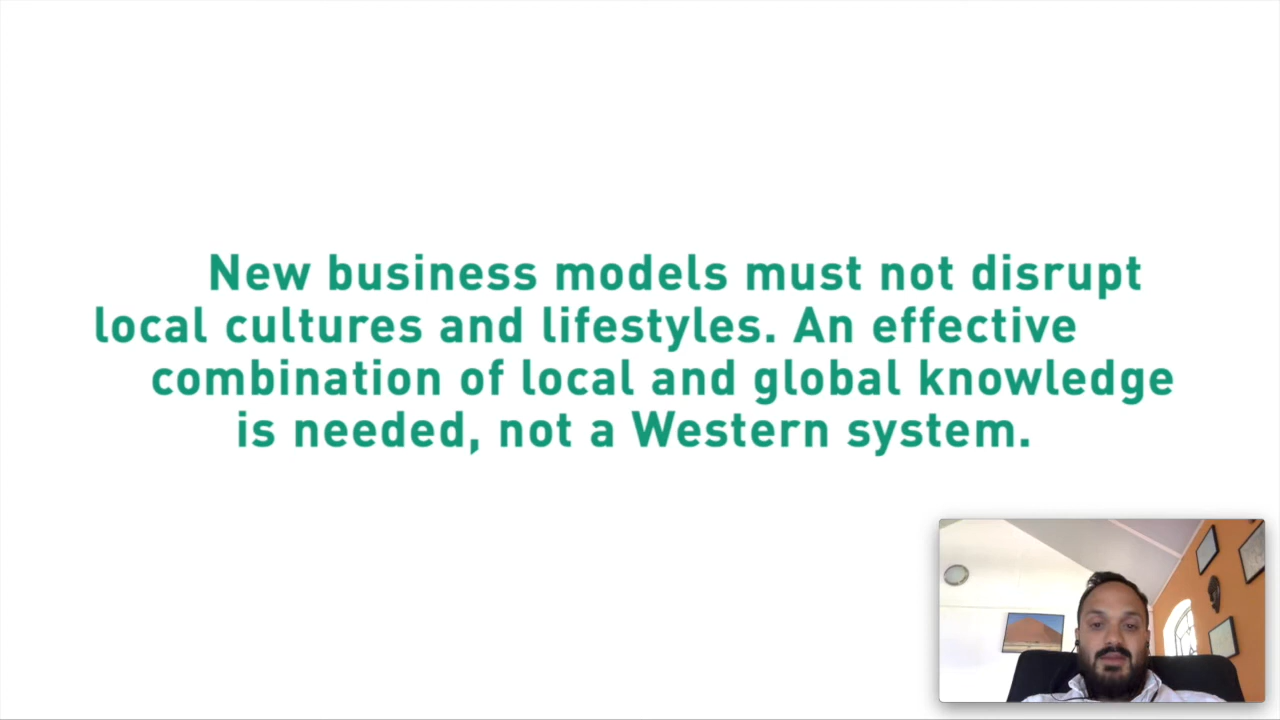 New business models must not disrupt
local cultures and lifestyles. An effective
combination of local and global knowledge
is needed, not a Western system.